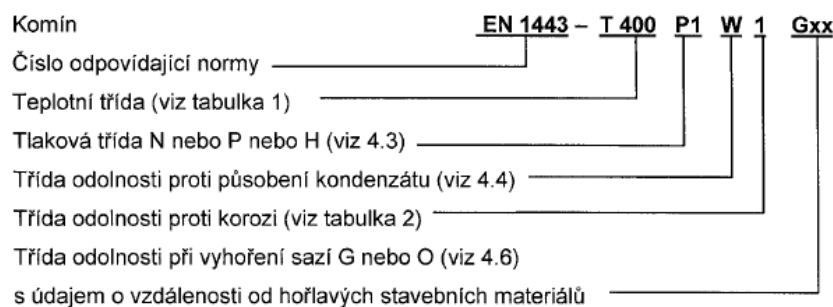 Komín EN 1443 – T 400 P1 W 1 Gxx
Číslo odpovídající normy
Teplotní třída (viz tabulka 1)
Tlaková třída N nebo P nebo H (viz 4.3)
Třída odolnosti proti působení kondenzátu (viz 4.4)
Třída odolnosti proti korozi (viz tabulka 2)
Třída odolnosti při vyhoření sazí G nebo O (viz 4.6)
s údajem o vzdálenosti od hořlavých stavebních materiálů